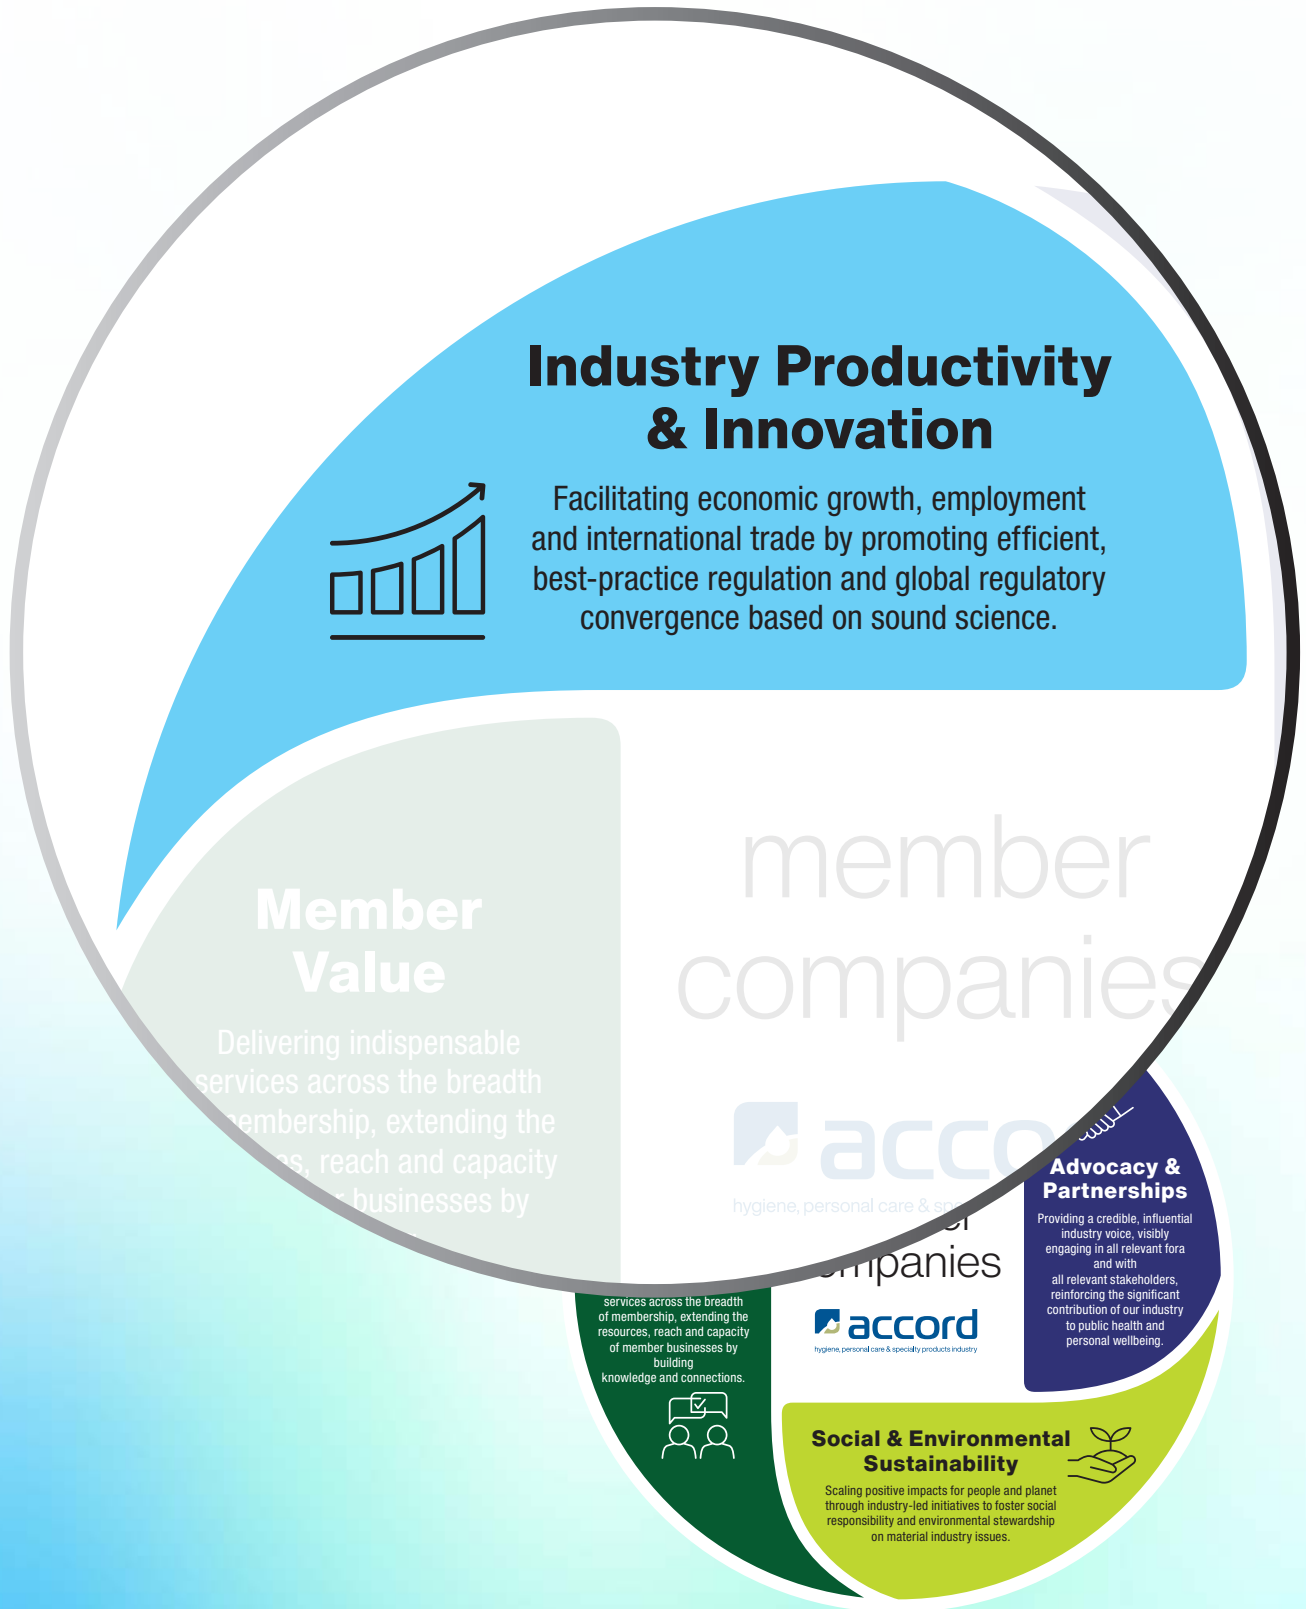 Industry Productivity
& Innovation
Facilitating economic growth, employment
and international trade by promoting efficient,
best-practice regulation and global regulatory
convergence based on sound science.
member
companies
Member
Value
Delivering indispensable
services across the breadth
membership, extending the
reach and capacity
businesses by
hygiene, personal care &
Advocacy &
Partnerships
Providing a credible, influential
industry voice, visibly
engaging in all relevant fora
and with
all relevant stakeholders,
reinforcing the significant
contribution of our industry
to public health and
personal wellbeing.
services across the breadth
of membership, extending the
resources, reach and capacity
of member businesses by
building
knowledge and connections.
accord
hygiene, personal care & specialty products industry
Social & Environmental
Sustainability
Scaling positive impacts for people and planet
through industry-led initiatives to foster social
responsibility and environmental stewardship
on material industry issues.